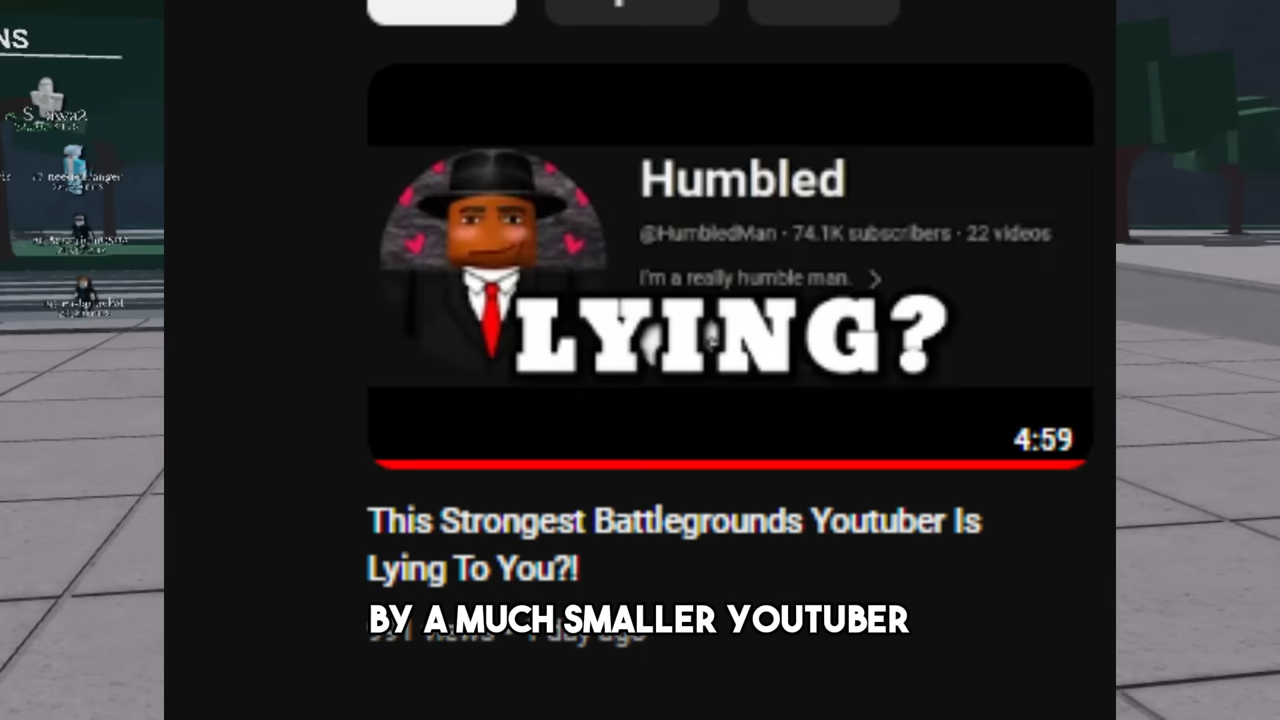 NS
Humbled
@HumbledMan · 74.1K subscribers · 22 videos
I'm a really humble man.
LYING?
4:59
This Strongest Battlegrounds Youtuber Is
Lying To You?!
BY A MUCH SMALLER YOUTUBER